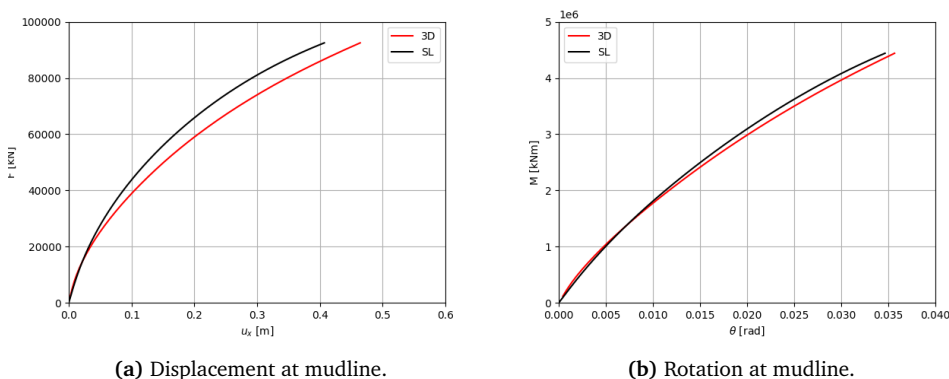 100000
80000
60000
40000
20000
0
[KN]
0.0 0.1 0.2 0.3 0.4 0.5 0.6
u_x [m]
3D
SL
(a) Displacement at mudline.
1e6
5
4
3
2
1
0
M [kNm]
0.000 0.005 0.010 0.015 0.020 0.025 0.030 0.035 0.040
θ [rad]
3D
SL
(b) Rotation at mudline.